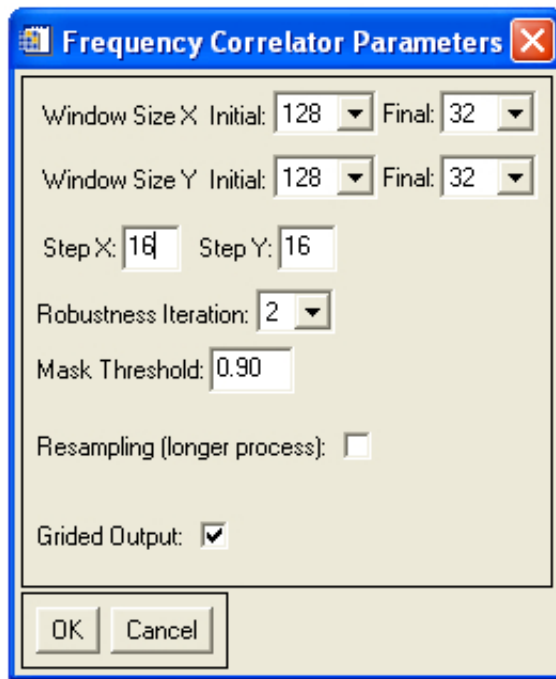 Frequency Correlator Parameters
Window Size X Initial: 128 Final: 32
Window Size Y Initial: 128 Final: 32
Step X: 16 Step Y: 16
Robustness Iteration: 2
Mask Threshold: 0.90
Resampling (longer process):
Grided Output:
OK Cancel